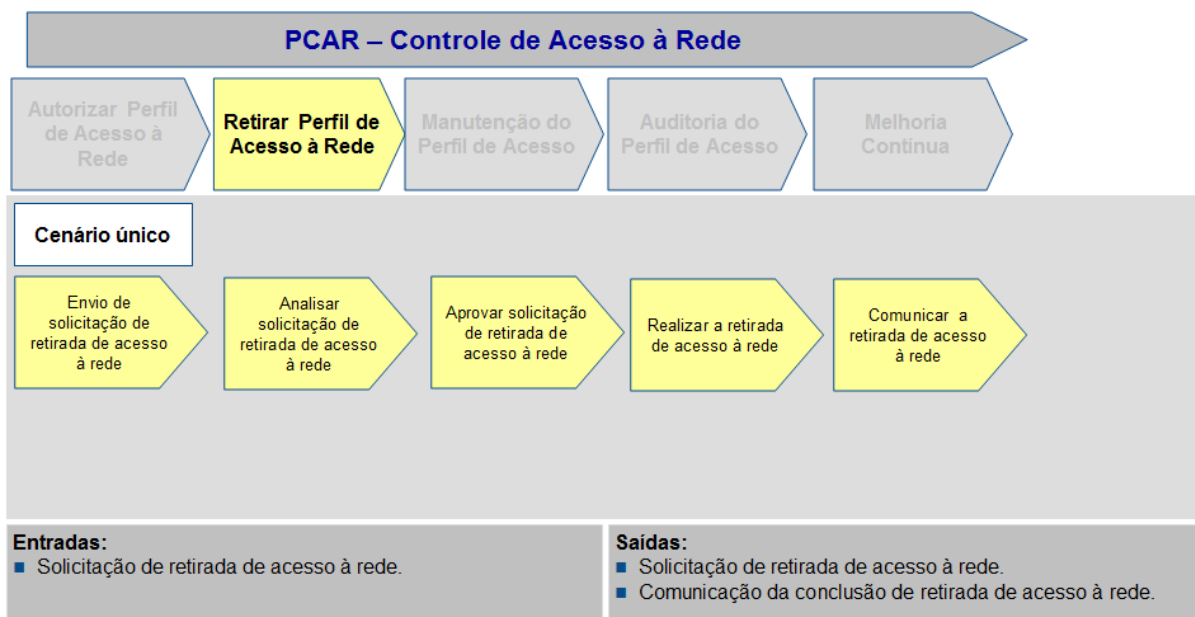 PCAR – Controle de Acesso à Rede
Autorizar Perfil
de Acesso à
Rede
Retirar Perfil de
Acesso à Rede
Manutenção do
Perfil de Acesso
Auditoria do
Perfil de Acesso
Melhoria
Contínua
Cenário único
Envio de
solicitação de
retirada de acesso
à rede
Analisar
solicitação de
retirada de acesso
à rede
Aprovar solicitação
de retirada de
acesso à rede
Realizar a retirada
de acesso à rede
Comunicar a
retirada de acesso
à rede
Entradas:
Solicitação de retirada de acesso à rede.
Saídas:
Solicitação de retirada de acesso à rede.
Comunicação da conclusão de retirada de acesso à rede.